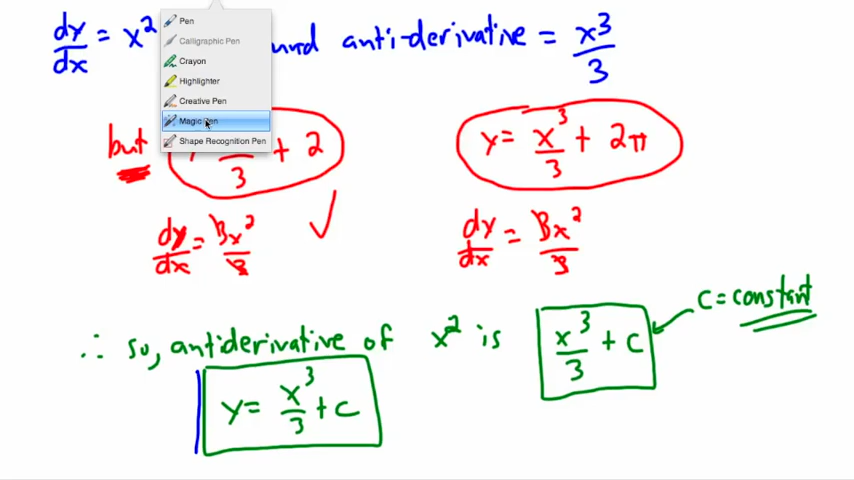 dy/dx = x² und anti-derivative = x³/3
Pen
Calligraphic Pen
Crayon
Highlighter
Creative Pen
Magic Pen
Shape Recognition Pen
but /3 + 2
y = x³/3 + 2π
dy/dx = 3x²/3 ✓
dy/dx = 3x²/3
∴ so, antiderivative of x² is x³/3 + c
c = constant
y = x³/3 + c